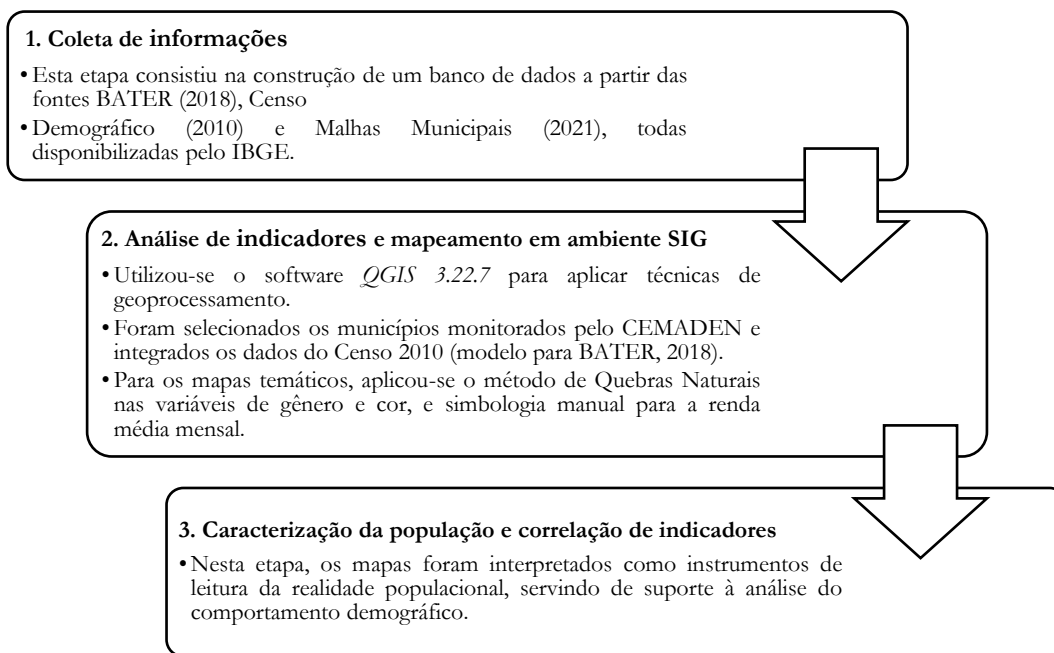 1. Coleta de informações
• Esta etapa consistiu na construção de um banco de dados a partir das
fontes BATER (2018), Censo
• Demográfico (2010) e Malhas Municipais (2021), todas
disponibilizadas pelo IBGE.
2. Análise de indicadores e mapeamento em ambiente SIG
• Utilizou-se o software QGIS 3.22.7 para aplicar técnicas de
geoprocessamento.
• Foram selecionados os municípios monitorados pelo CEMADEN e
integrados os dados do Censo 2010 (modelo para BATER, 2018).
• Para os mapas temáticos, aplicou-se o método de Quebras Naturais
nas variáveis de gênero e cor, e simbologia manual para a renda
média mensal.
3. Caracterização da população e correlação de indicadores
• Nesta etapa, os mapas foram interpretados como instrumentos de
leitura da realidade populacional, servindo de suporte à análise do
comportamento demográfico.